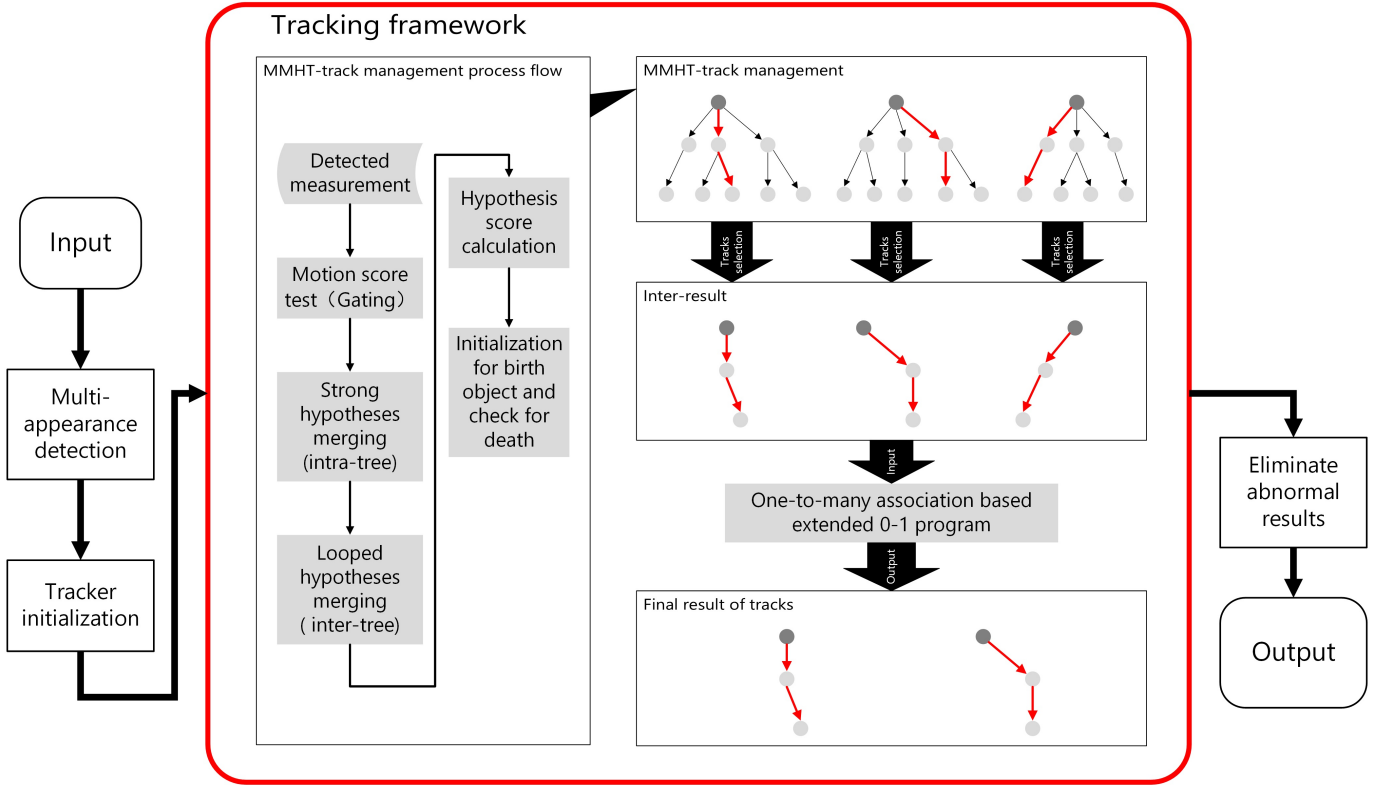 Tracking framework
Input
Multi-
appearance
detection
Tracker
initialization
MMHT-track management process flow
Detected
measurement
Motion score
test（Gating）
Strong
hypotheses
merging
(intra-tree)
Looped
hypotheses
merging
( inter-tree)
Hypothesis
score
calculation
Initialization
for birth
object and
check for
death
MMHT-track management
Tracks
selection
Tracks
selection
Tracks
selection
Inter-result
Input
One-to-many association based
extended 0-1 program
Output
Final result of tracks
Eliminate
abnormal
results
Output